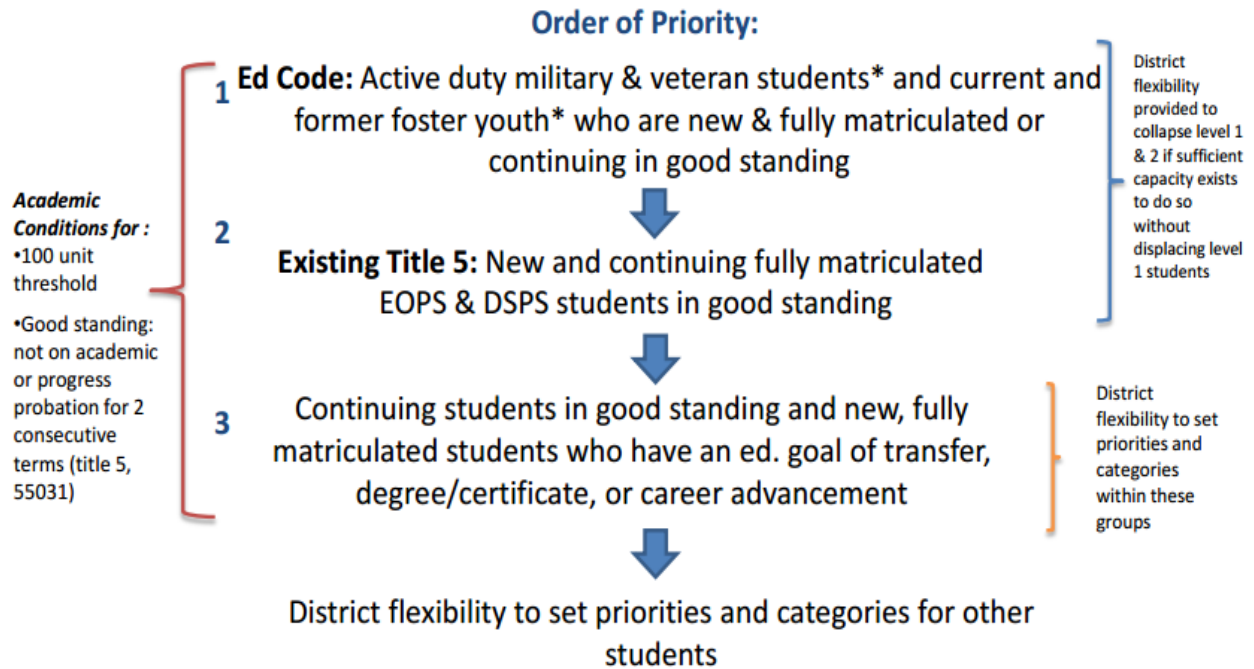 Order of Priority:
1
Ed Code: Active duty military & veteran students* and current and
former foster youth* who are new & fully matriculated or
continuing in good standing
2
Existing Title 5: New and continuing fully matriculated
EOPS & DSPS students in good standing
3
Continuing students in good standing and new, fully
matriculated students who have an ed. goal of transfer,
degree/certificate, or career advancement
District flexibility to set priorities and categories for other
students
Academic
Conditions for :
•100 unit
threshold
•Good standing:
not on academic
or progress
probation for 2
consecutive
terms (title 5,
55031)
District
flexibility
provided to
collapse level 1
& 2 if sufficient
capacity exists
to do so
without
displacing level
1 students
District
flexibility to set
priorities and
categories
within these
groups